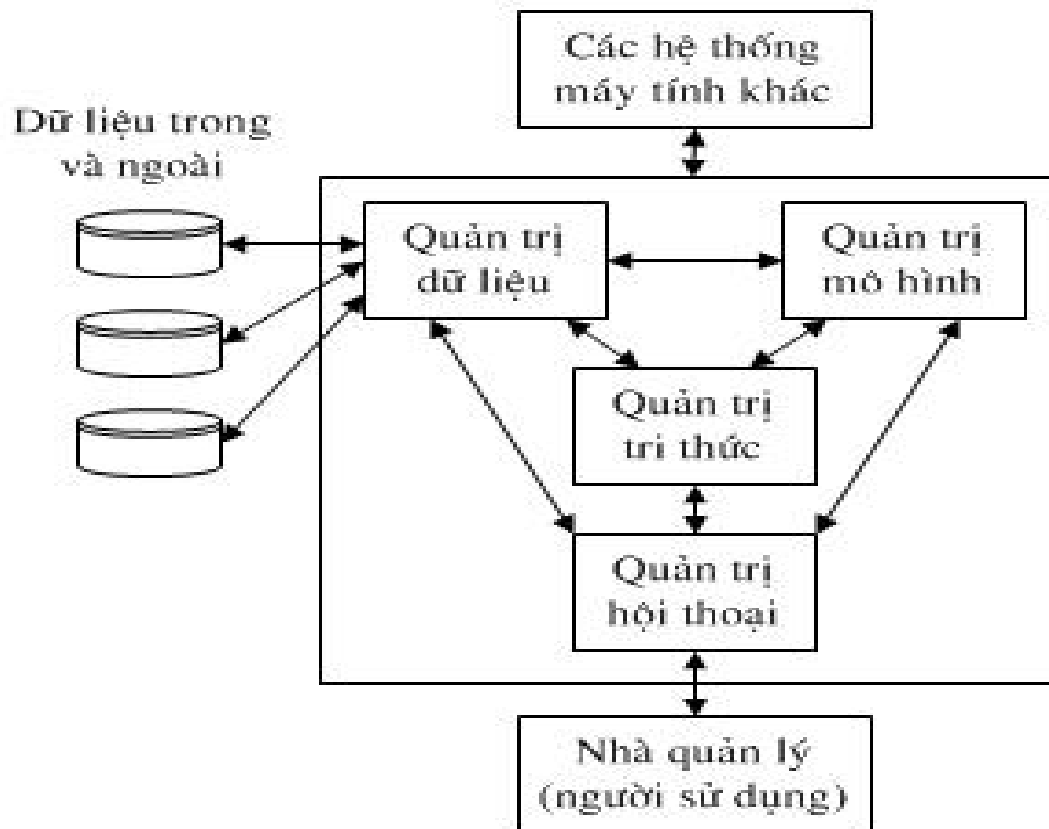 Các hệ thống
máy tính khác
Dữ liệu trong
và ngoài
Quản trị
dữ liệu
Quản trị
mô hình
Quản trị
tri thức
Quản trị
hội thoại
Nhà quản lý
(người sử dụng)